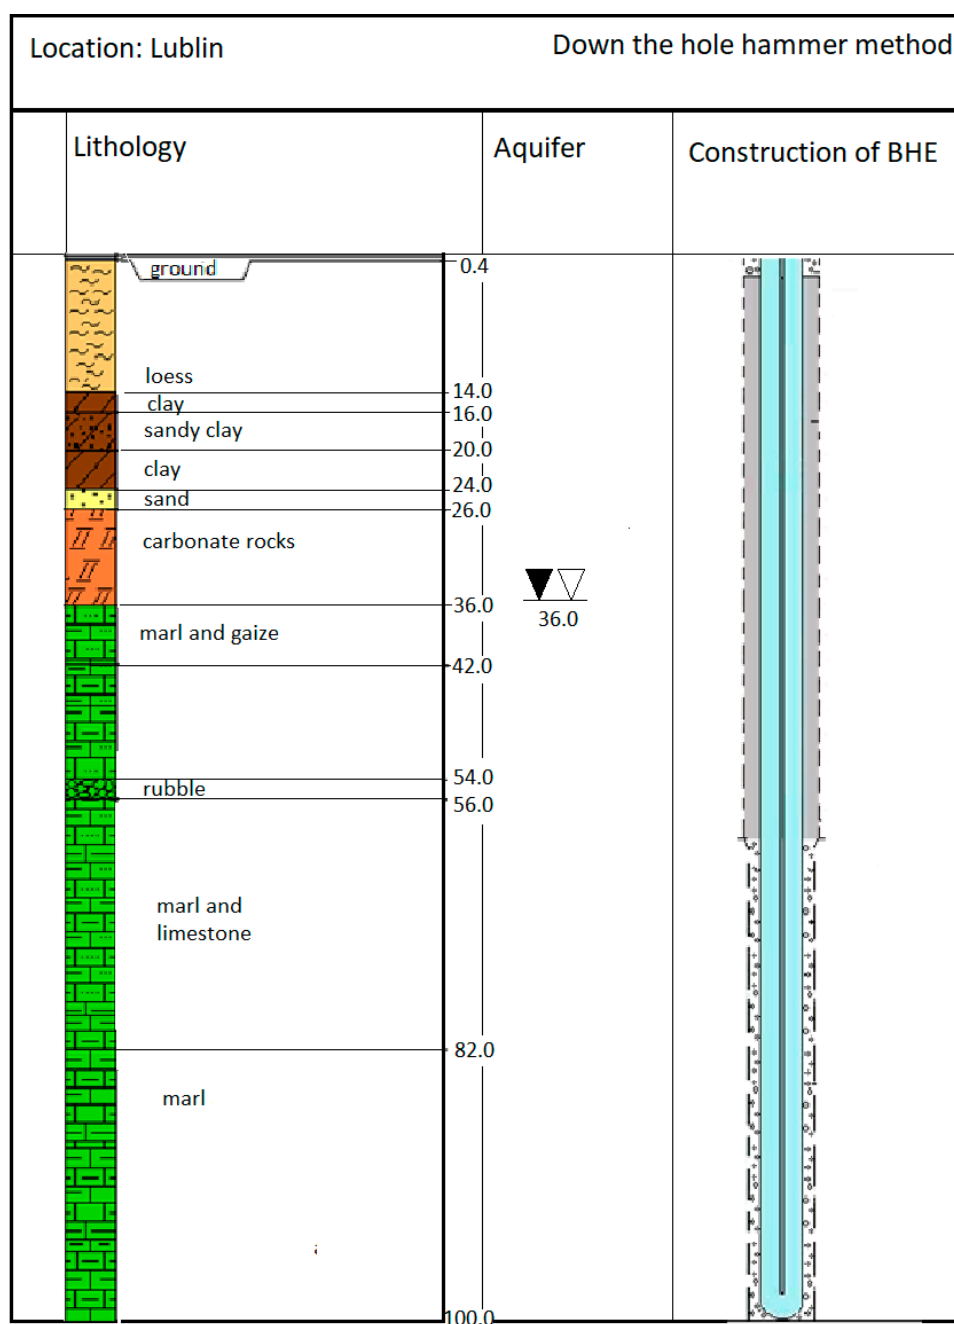 Location: Lublin
Down the hole hammer method
Lithology
Aquifer
Construction of BHE
ground
0.4
loess
14.0
clay
16.0
sandy clay
20.0
clay
24.0
sand
26.0
carbonate rocks
36.0
36.0
marl and gaize
42.0
54.0
rubble
56.0
marl and
limestone
82.0
marl
100.0